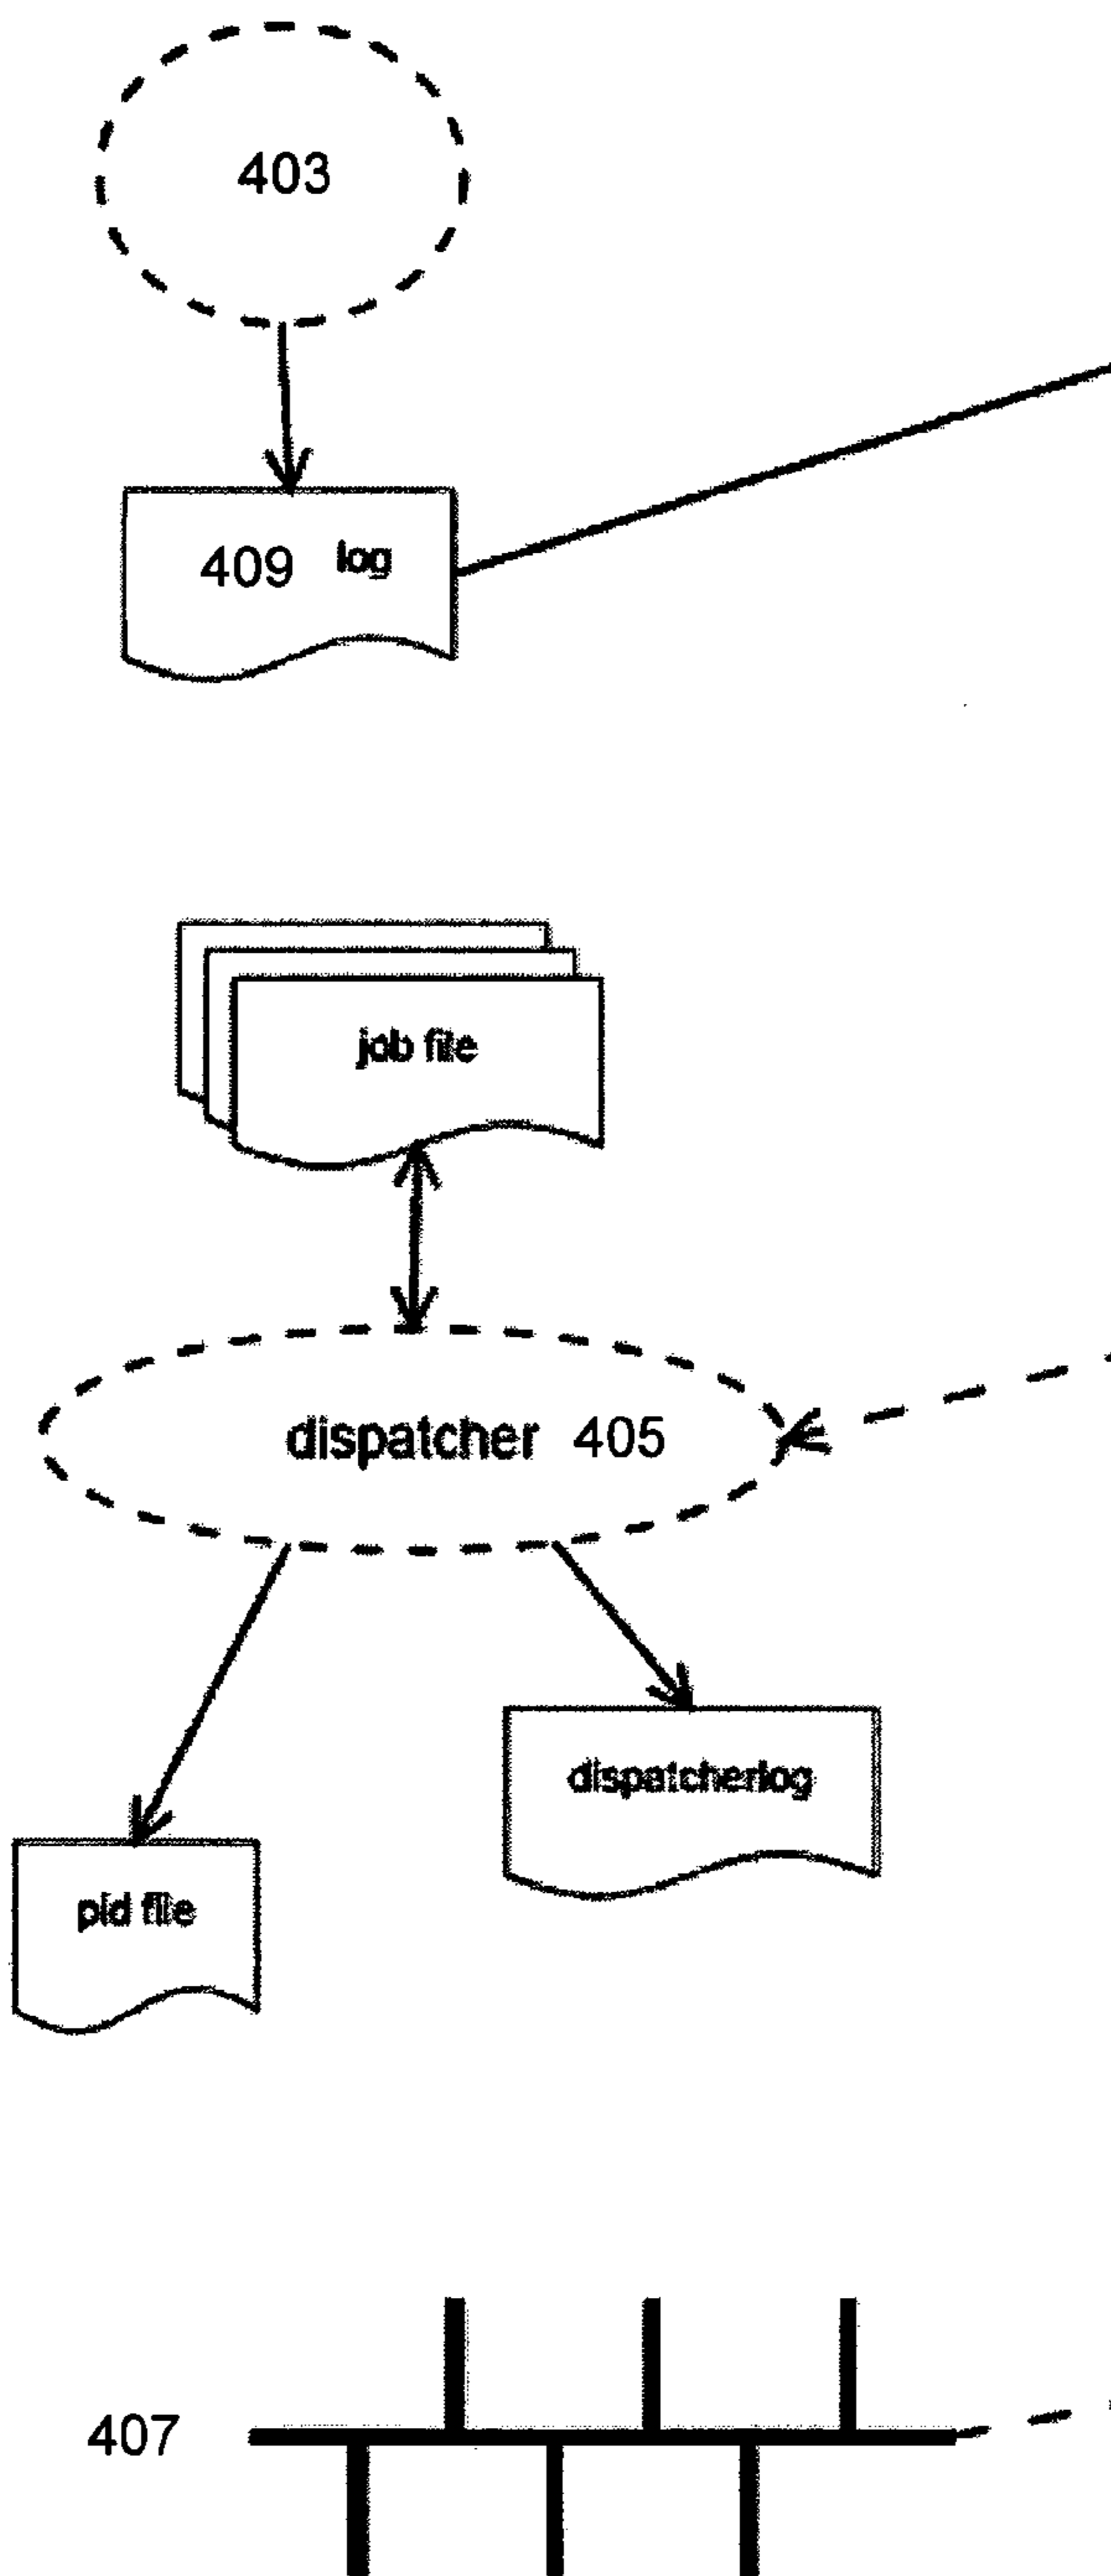 403
409 log
job file
dispatcher 405
dispatcherlog
pid file
407